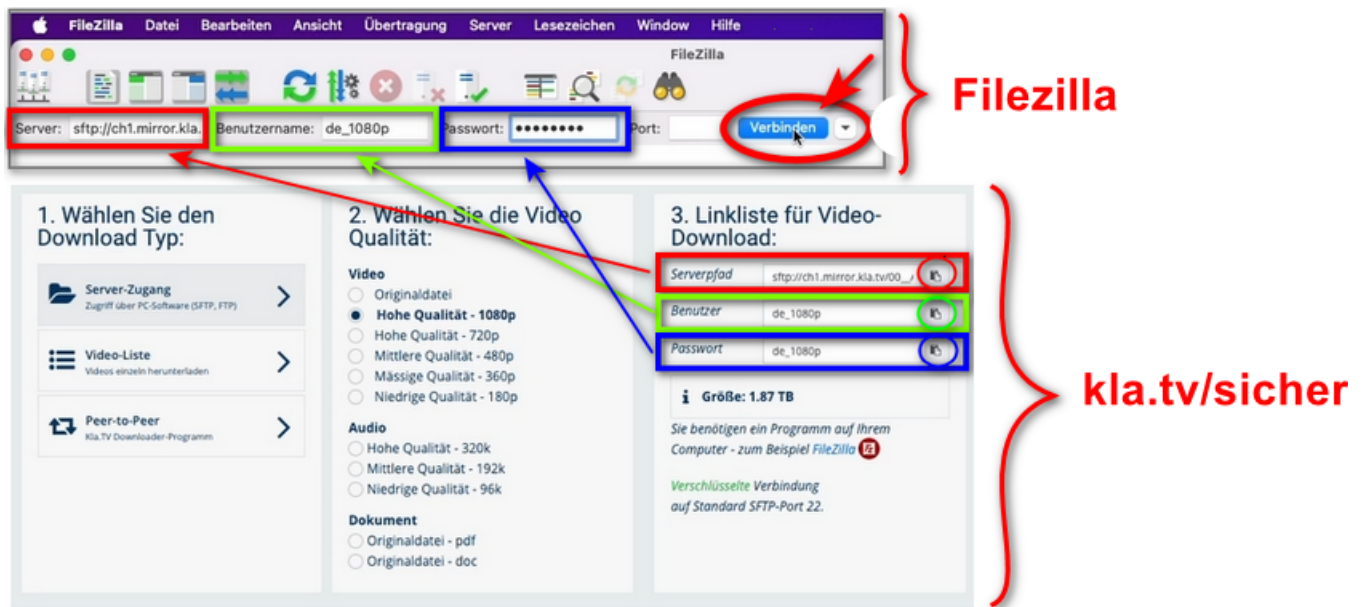 FileZilla Datei Bearbeiten Ansicht Übertragung Server Lesezeichen Window Hilfe
FileZilla
Server: sftp://ch1.mirror.kla. Benutzername: de_1080p Passwort: •••••••• Port: Verbinden
Filezilla
1. Wählen Sie den
Download Typ:
Server-Zugang
Zugriff über PC-Software (SFTP, FTP)
Video-Liste
Videos einzeln herunterladen
Peer-to-Peer
Kla.TV Downloader-Programm
2. Wählen Sie die Video
Qualität:
Video
Originaldatei
Hohe Qualität - 1080p
Hohe Qualität - 720p
Mittlere Qualität - 480p
Mässige Qualität - 360p
Niedrige Qualität - 180p
Audio
Hohe Qualität - 320k
Mittlere Qualität - 192k
Niedrige Qualität - 96k
Dokument
Originaldatei - pdf
Originaldatei - doc
3. Linkliste für Video-
Download:
Serverpfad sftp://ch1.mirror.kla.tv/00_
Benutzer de_1080p
Passwort de_1080p
i Größe: 1.87 TB
Sie benötigen ein Programm auf Ihrem
Computer - zum Beispiel FileZilla Fz
Verschlüsselte Verbindung
auf Standard SFTP-Port 22.
kla.tv/sicher